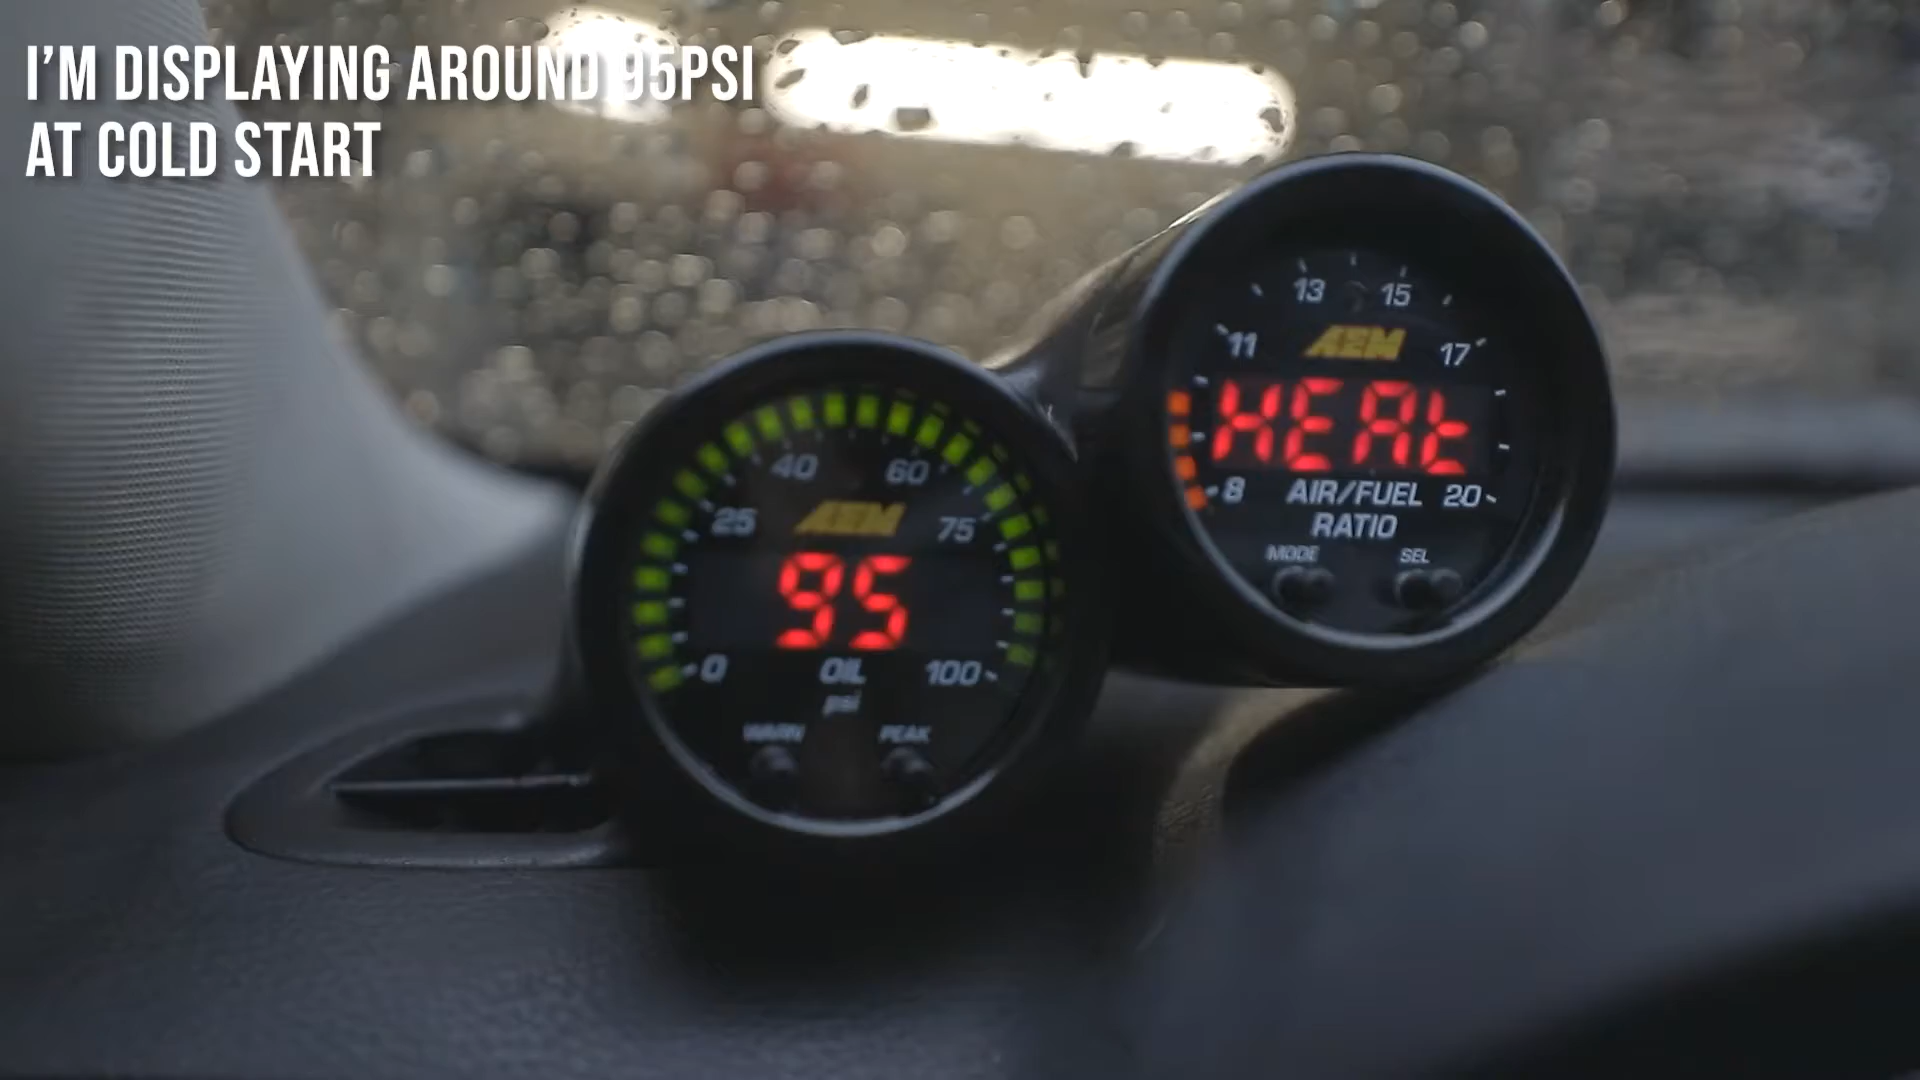 I'M DISPLAYING AROUND 95PSI
AT COLD START
40 60
25 AEM 75
95
0 OIL 100
psi
WARN PEAK
13 15
11 AEM 17
HEAt
8 AIR/FUEL 20
RATIO
MODE SEL